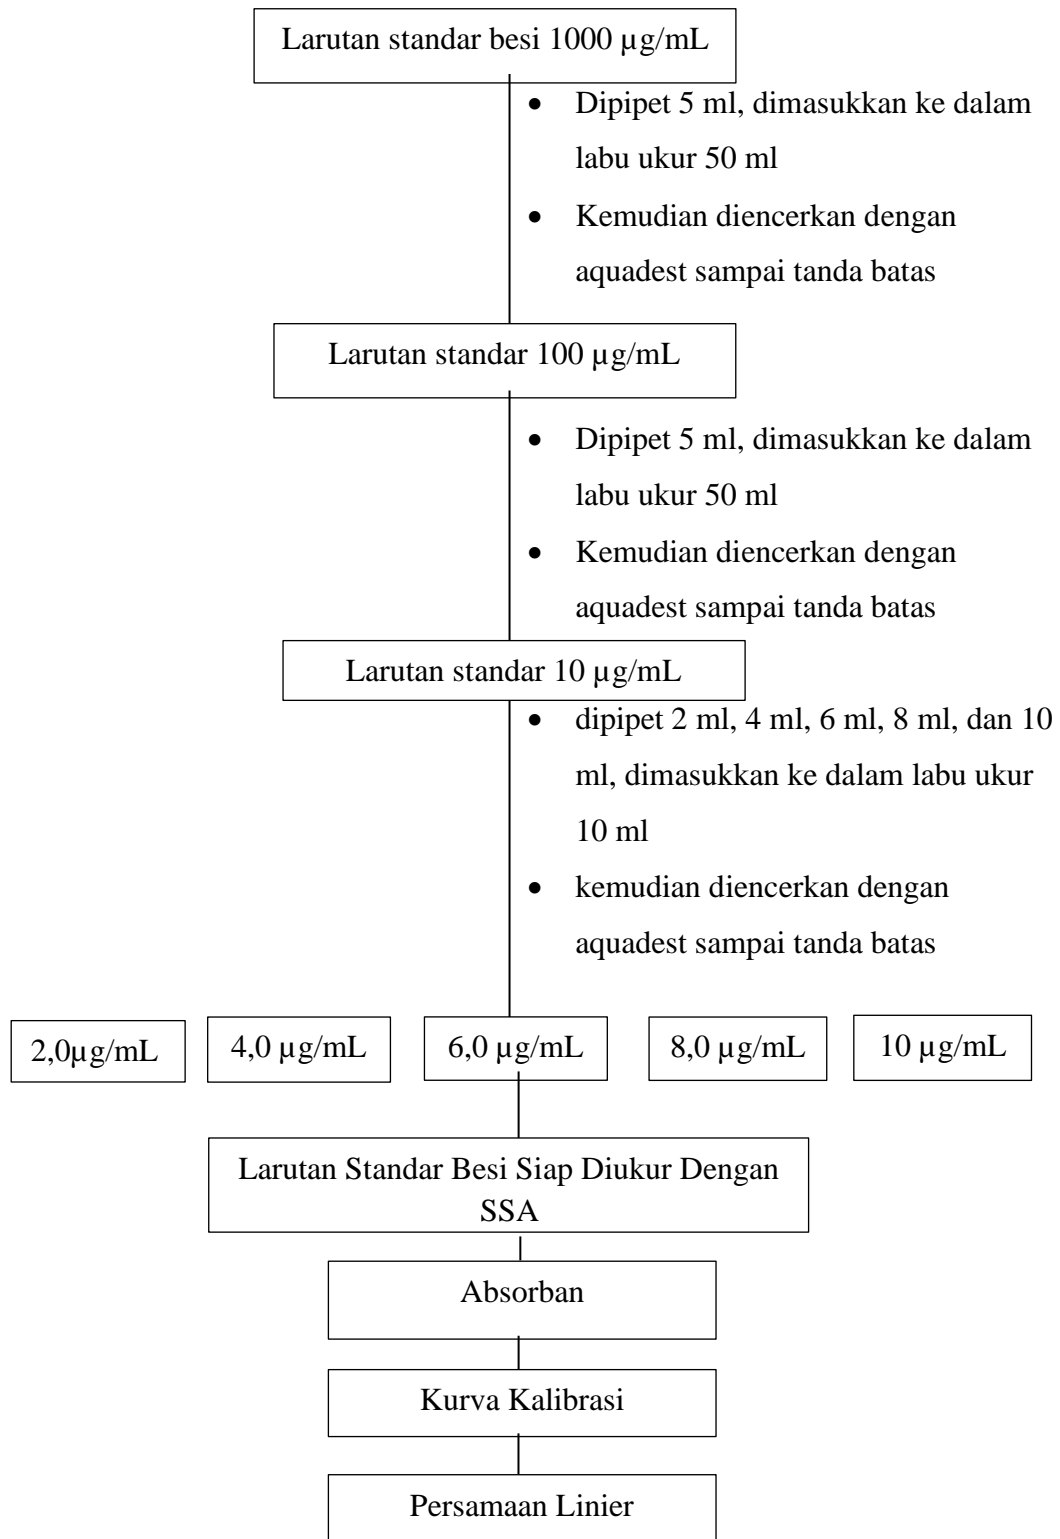 Larutan standar besi 1000 µg/mL
• Dipipet 5 ml, dimasukkan ke dalam
labu ukur 50 ml
• Kemudian diencerkan dengan
aquadest sampai tanda batas
Larutan standar 100 µg/mL
• Dipipet 5 ml, dimasukkan ke dalam
labu ukur 50 ml
• Kemudian diencerkan dengan
aquadest sampai tanda batas
Larutan standar 10 µg/mL
• dipipet 2 ml, 4 ml, 6 ml, 8 ml, dan 10
ml, dimasukkan ke dalam labu ukur
10 ml
• kemudian diencerkan dengan
aquadest sampai tanda batas
2,0µg/mL
4,0 µg/mL
6,0 µg/mL
8,0 µg/mL
10 µg/mL
Larutan Standar Besi Siap Diukur Dengan
SSA
Absorban
Kurva Kalibrasi
Persamaan Linier